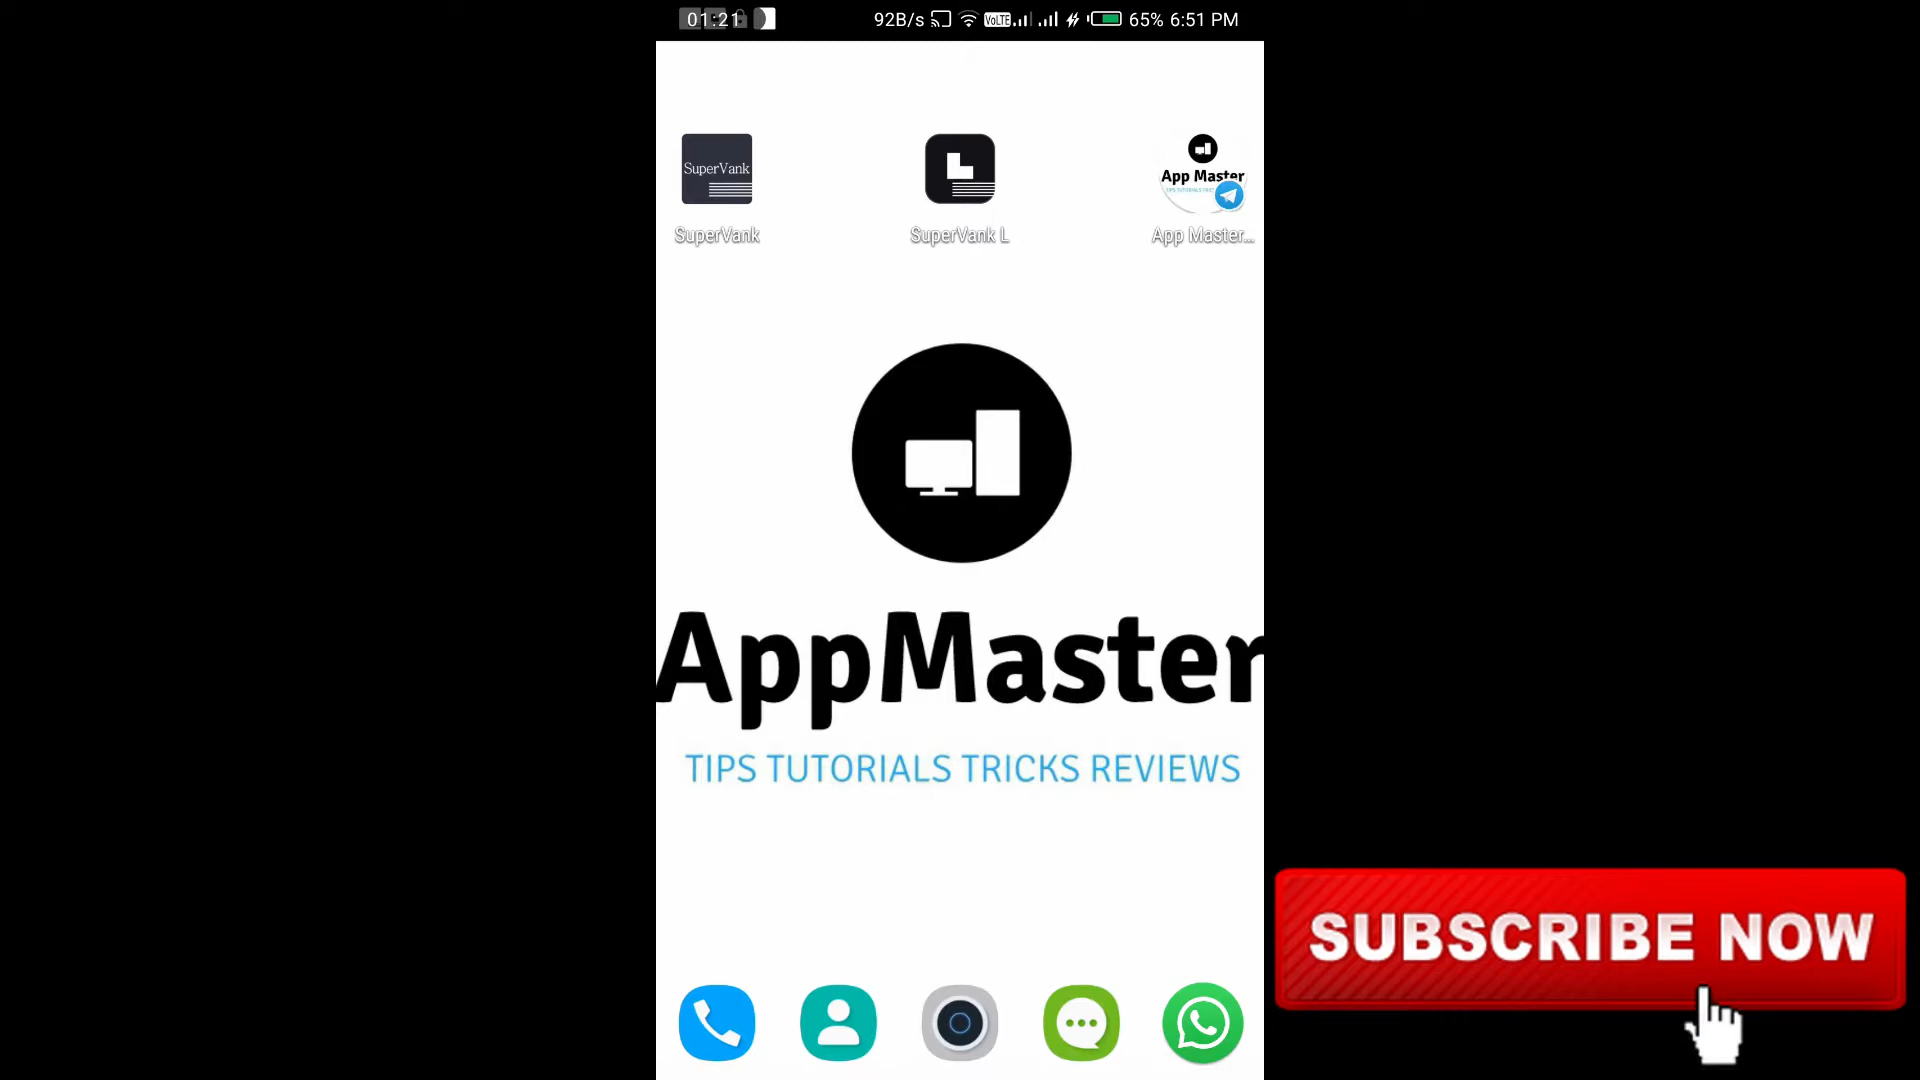 01:21 92B/s VoLTE 65% 6:51 PM
SuperVank
App Master
SuperVank SuperVank L App Master...
AppMaster
TIPS TUTORIALS TRICKS REVIEWS
SUBSCRIBE NOW